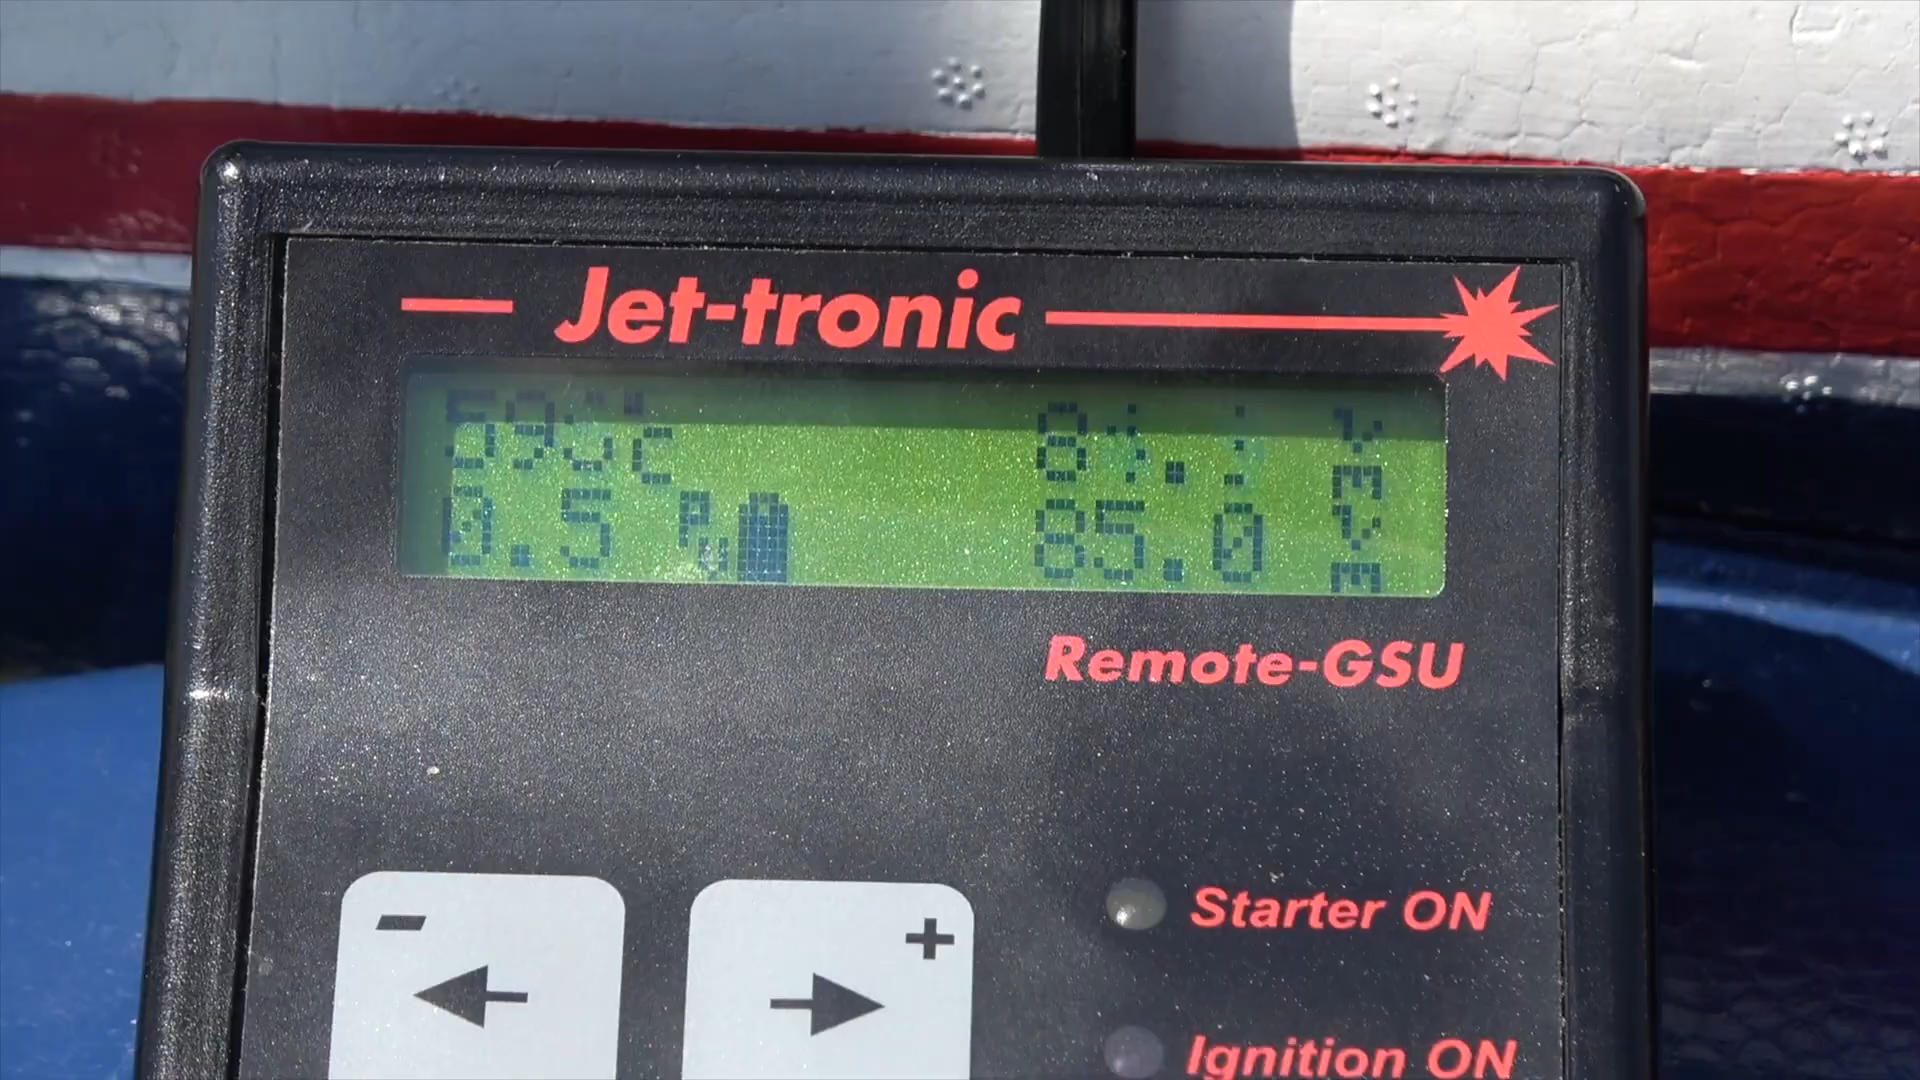 Jet-tronic
0.5 85.0
Remote-GSU
- +
Starter ON
Ignition ON